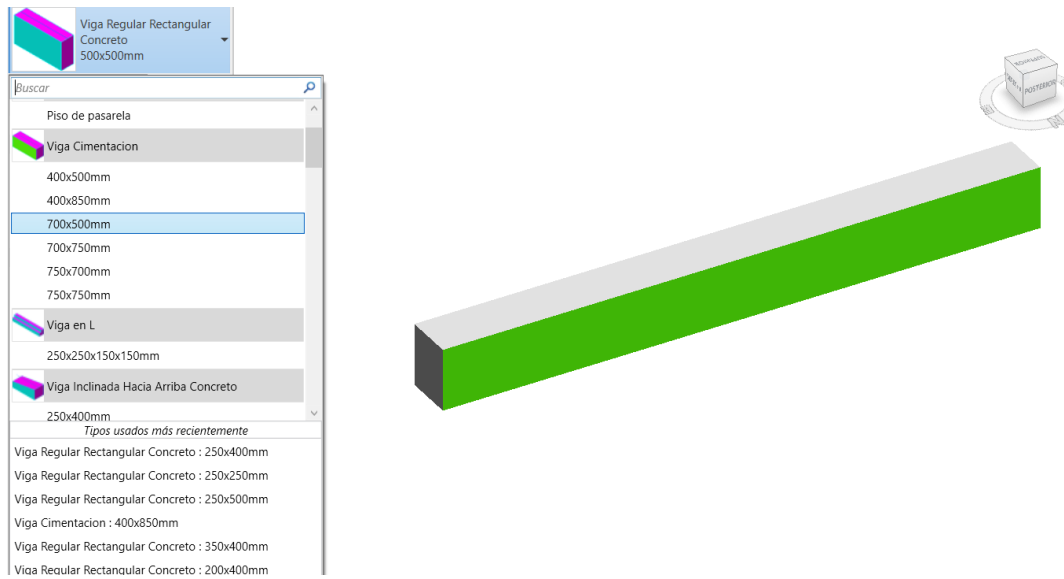 Viga Regular Rectangular
Concreto
500x500mm
Buscar
Piso de pasarela
Viga Cimentacion
400x500mm
400x850mm
700x500mm
700x750mm
750x700mm
750x750mm
Viga en L
250x250x150x150mm
Viga Inclinada Hacia Arriba Concreto
250x400mm
Tipos usados más recientemente
Viga Regular Rectangular Concreto : 250x400mm
Viga Regular Rectangular Concreto : 250x250mm
Viga Regular Rectangular Concreto : 250x500mm
Viga Cimentacion : 400x850mm
Viga Regular Rectangular Concreto : 350x400mm
Viga Regular Rectangular Concreto : 200x400mm
POSTERIOR